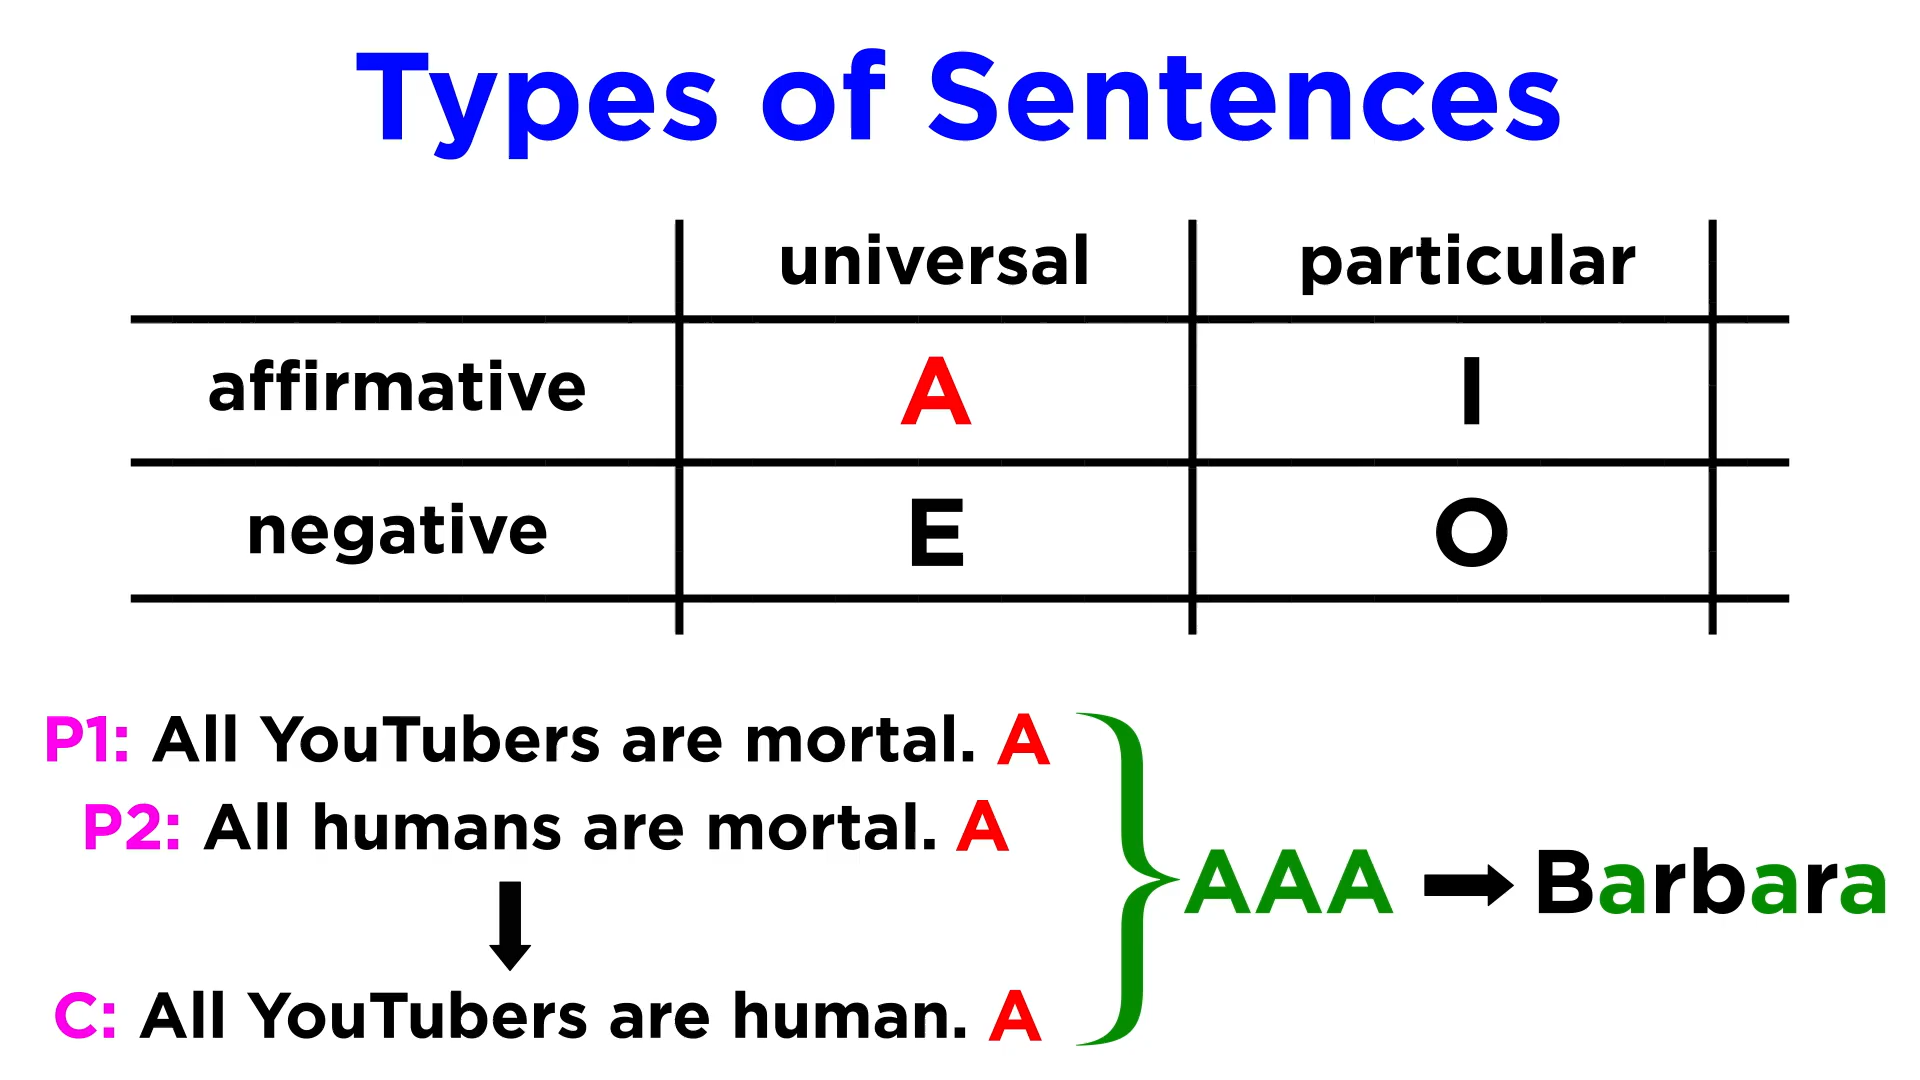 Types of Sentences
universal particular
affirmative A I
negative E O
P1: All YouTubers are mortal. A
P2: All humans are mortal. A
AAA Barbara
C: All YouTubers are human. A